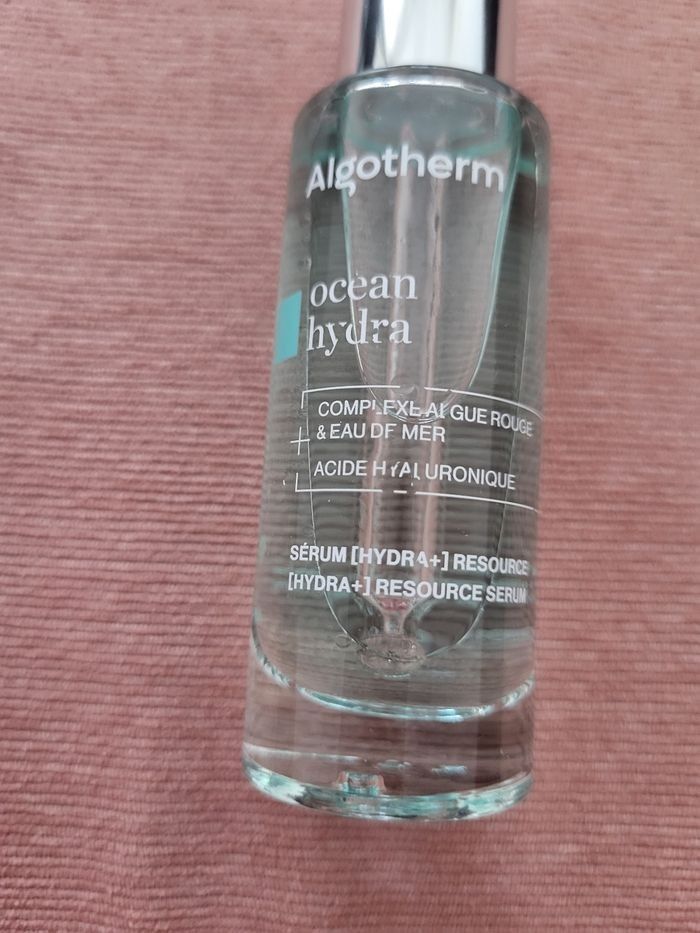 Algotherm
ocean
hydra
COMPLEXE ALGUE ROUGE
& EAU DE MER
+
ACIDE HYALURONIQUE
SÉRUM [HYDRA+] RESOURCE
[HYDRA+] RESOURCE SERUM